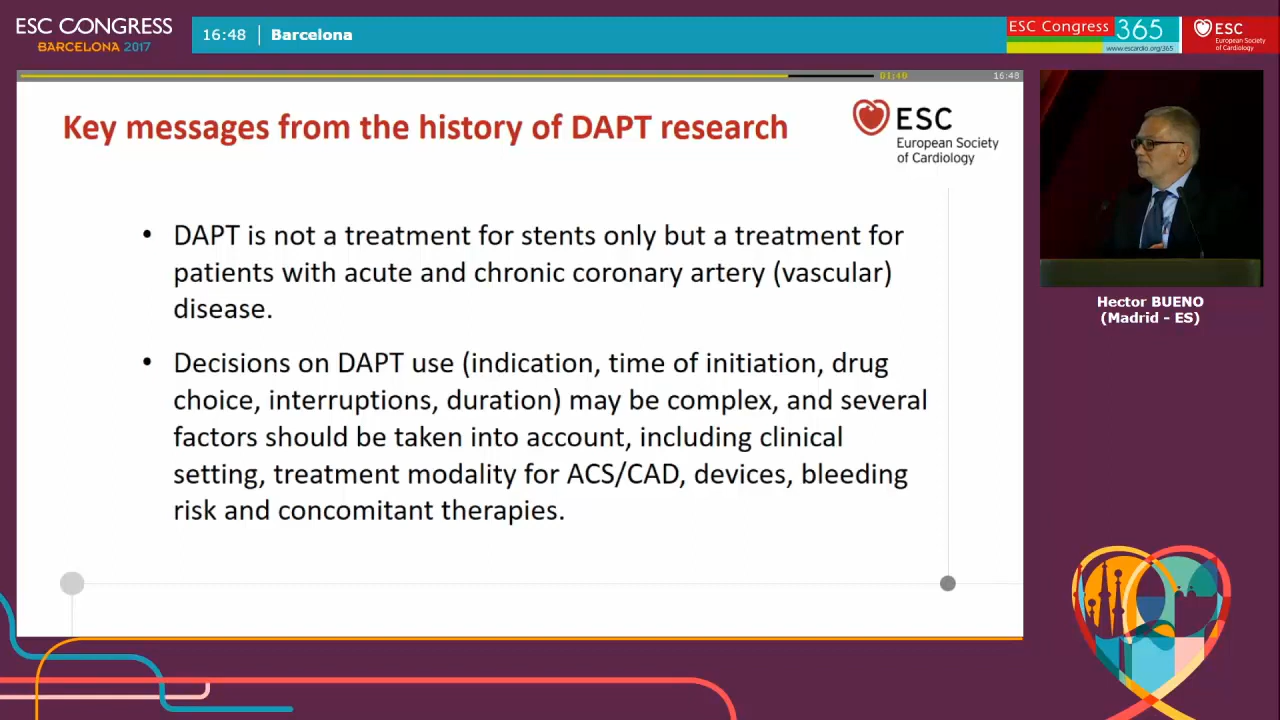 ESC CONGRESS
BARCELONA 2017
16:48 | Barcelona
ESC Congress 365
www.escardio.org/365
ESC
European Society
of Cardiology
01:40
16:48
Key messages from the history of DAPT research
ESC
European Society
of Cardiology
• DAPT is not a treatment for stents only but a treatment for
patients with acute and chronic coronary artery (vascular)
disease.
• Decisions on DAPT use (indication, time of initiation, drug
choice, interruptions, duration) may be complex, and several
factors should be taken into account, including clinical
setting, treatment modality for ACS/CAD, devices, bleeding
risk and concomitant therapies.
Hector BUENO
(Madrid - ES)